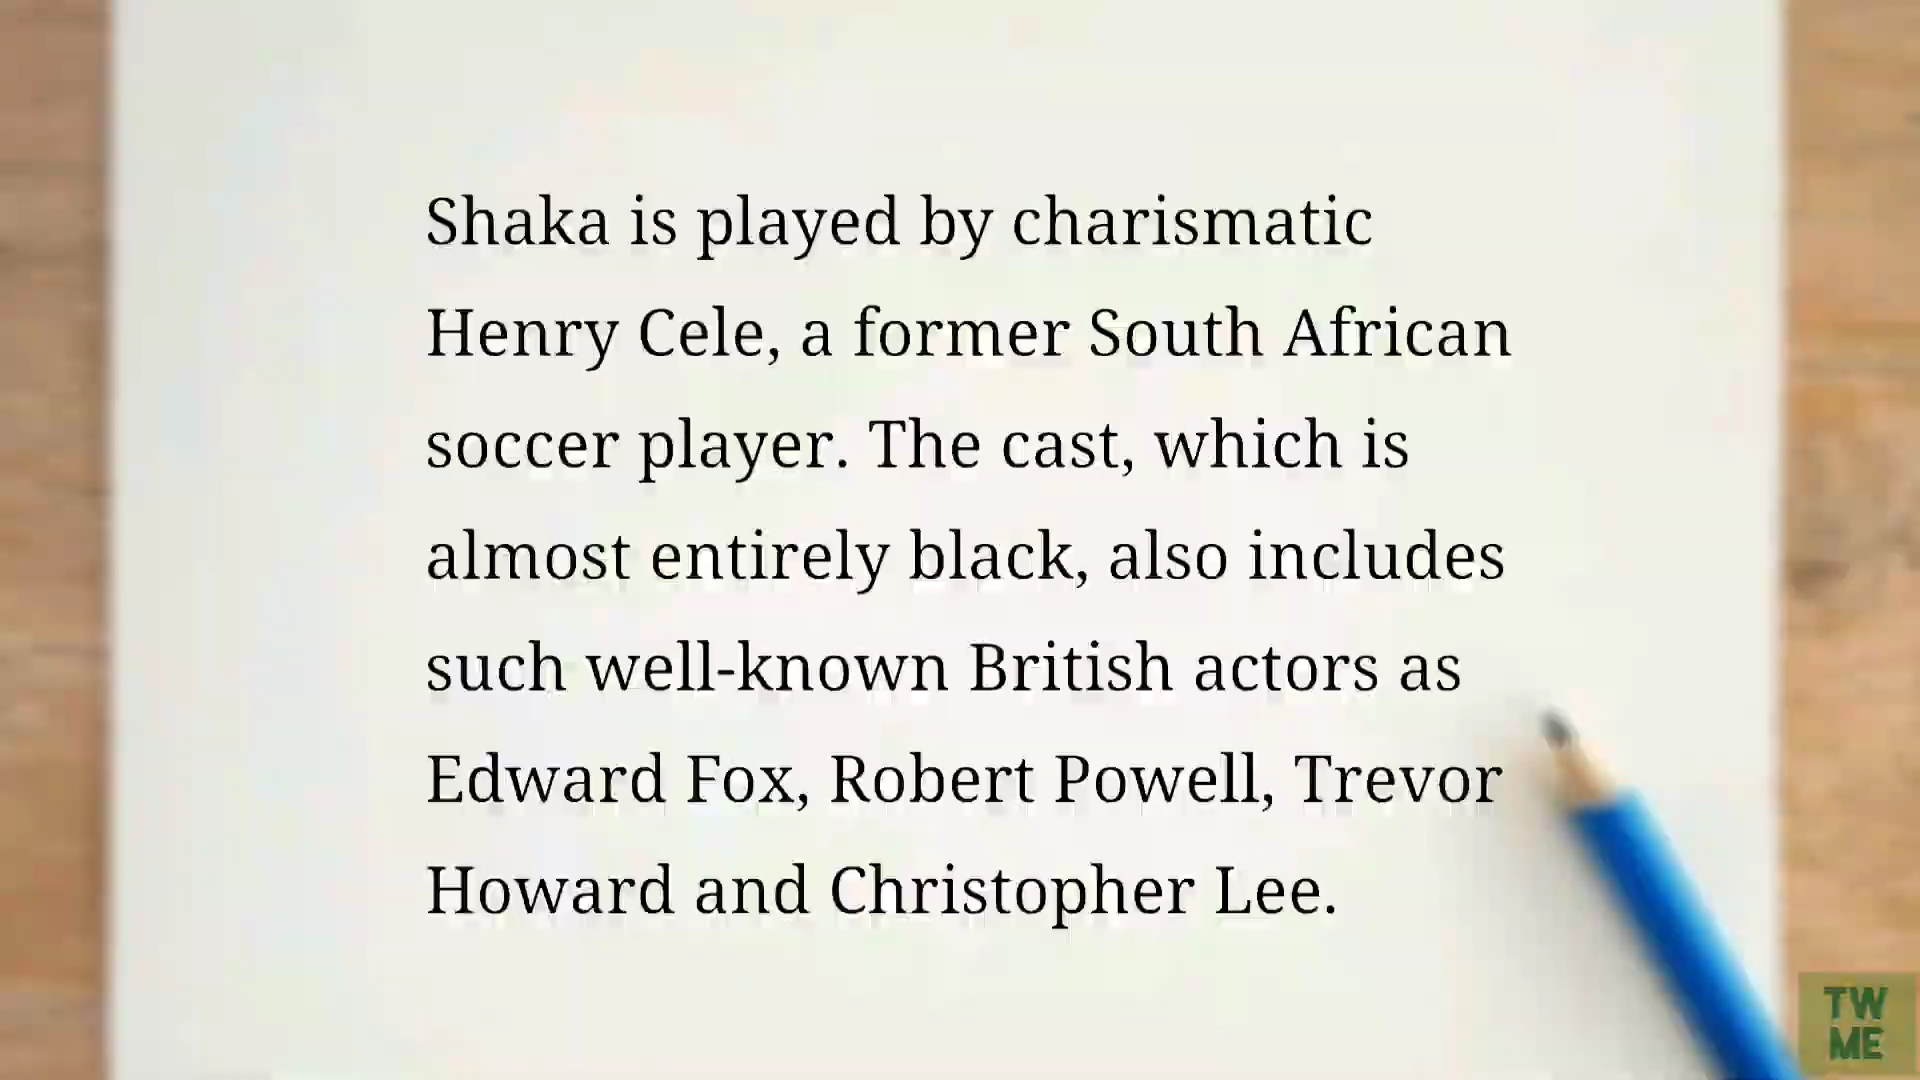 Shaka is played by charismatic
Henry Cele, a former South African
soccer player. The cast, which is
almost entirely black, also includes
such well-known British actors as
Edward Fox, Robert Powell, Trevor
Howard and Christopher Lee.
TW
ME